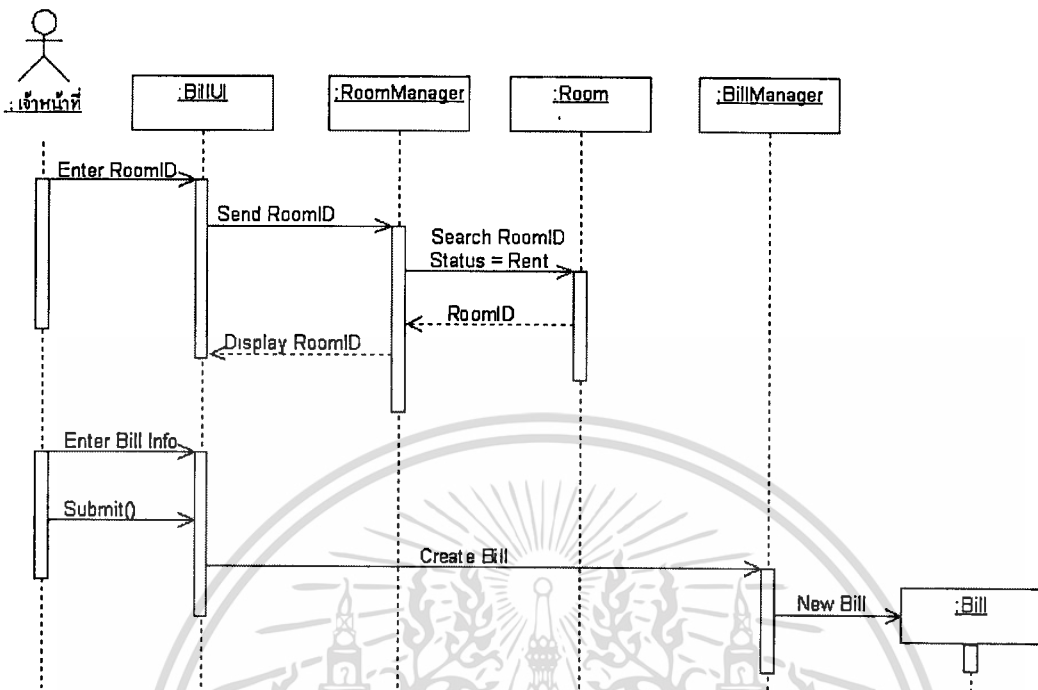 : เจ้าหน้าที่
:BillUI
:RoomManager
:Room
:BillManager
Enter RoomID
Send RoomID
Search RoomID
Status = Rent
RoomID
Display RoomID
Enter Bill Info
Submit()
Create Bill
New Bill
:Bill